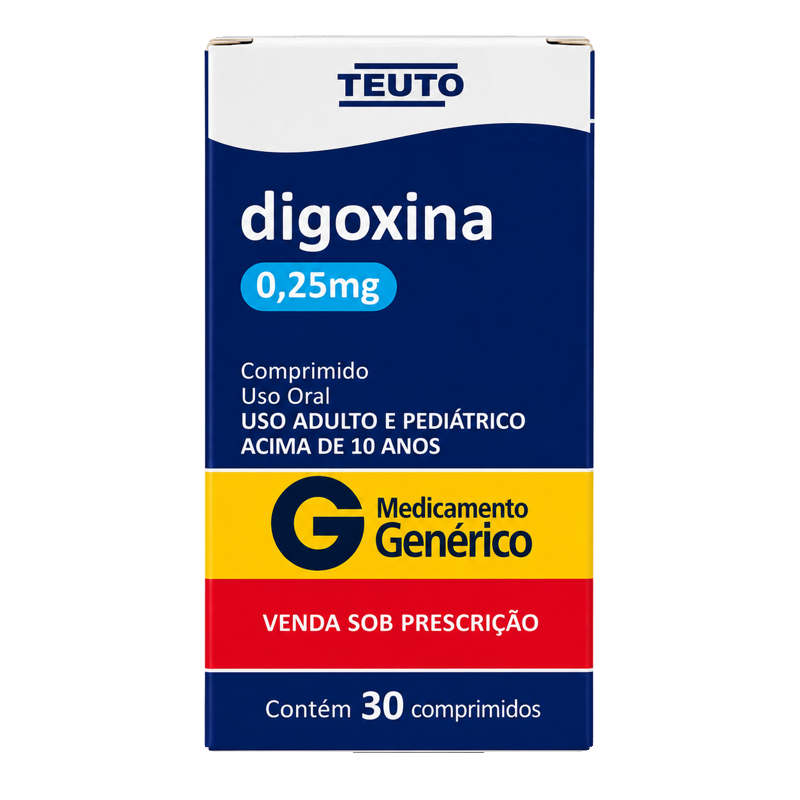 TEUTO
digoxina
0,25mg
Comprimido
Uso Oral
USO ADULTO E PEDIÁTRICO
ACIMA DE 10 ANOS
G Medicamento
Genérico
VENDA SOB PRESCRIÇÃO
Contém 30 comprimidos